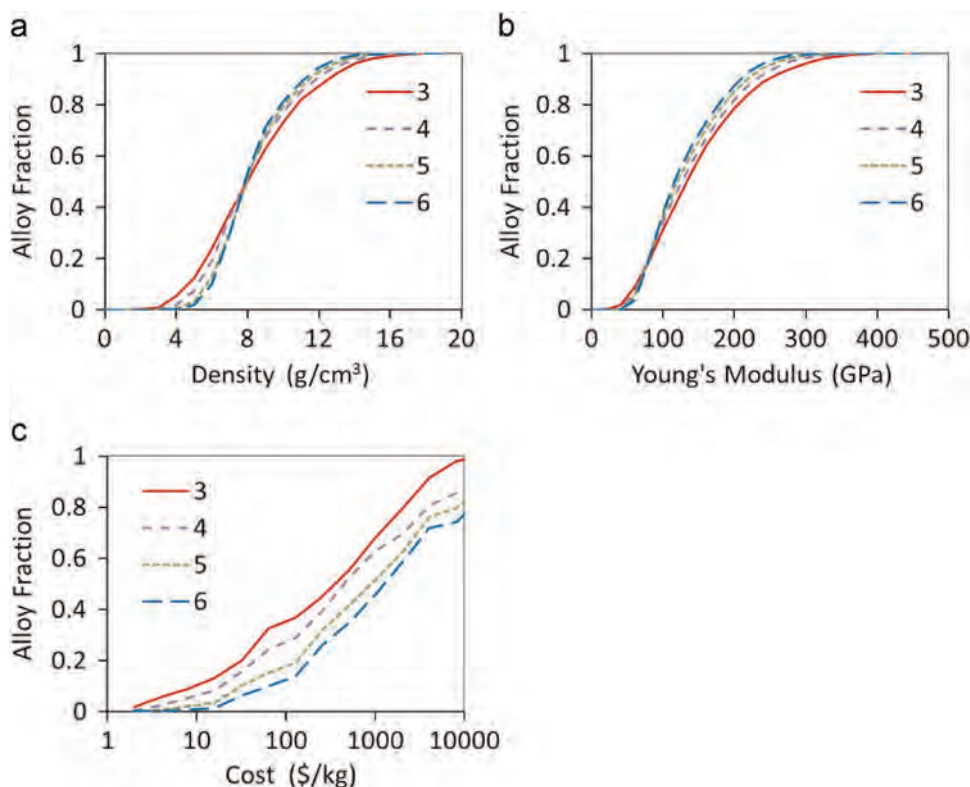 a
1
0.8
0.6
0.4
0.2
0
Alloy Fraction
3
4
5
6
0 4 8 12 16 20
Density (g/cm³)
b
1
0.8
0.6
0.4
0.2
0
Alloy Fraction
3
4
5
6
0 100 200 300 400 500
Young's Modulus (GPa)
c
1
0.8
0.6
0.4
0.2
0
Alloy Fraction
3
4
5
6
1 10 100 1000 10000
Cost ($/kg)